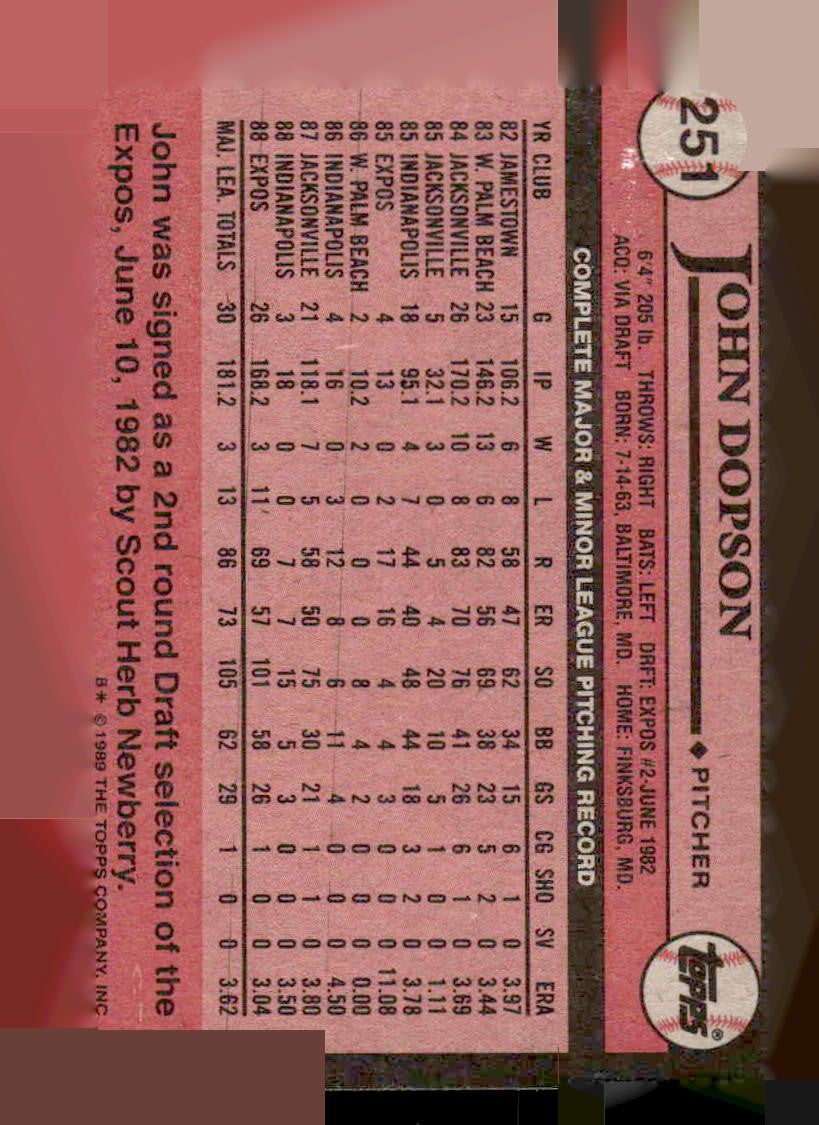 251
JOHN DOPSON ◆ PITCHER
topps®
6'4" 205 lb. THROWS: RIGHT BATS: LEFT DRFT: EXPOS #2-JUNE 1982
ACQ: VIA DRAFT BORN: 7-14-63, BALTIMORE, MD. HOME: FINKSBURG, MD.
COMPLETE MAJOR & MINOR LEAGUE PITCHING RECORD
YR CLUB G IP W L R ER SO BB GS CG SHO SV ERA
82 JAMESTOWN 15 106.2 6 8 58 47 62 34 15 6 1 0 3.97
83 W. PALM BEACH 23 146.2 13 6 82 56 69 38 23 5 2 0 3.44
84 JACKSONVILLE 26 170.2 10 8 83 70 76 41 26 6 1 0 3.69
85 JACKSONVILLE 5 32.1 3 0 5 4 20 10 5 1 0 0 1.11
85 INDIANAPOLIS 18 95.1 4 7 44 40 48 44 18 3 2 0 3.78
85 EXPOS 4 13 0 2 17 16 4 4 3 0 0 0 11.08
86 W. PALM BEACH 2 10.2 2 0 0 0 8 4 2 0 0 0 0.00
86 INDIANAPOLIS 4 16 0 3 12 8 6 11 4 0 0 0 4.50
87 JACKSONVILLE 21 118.1 7 5 58 50 75 30 21 1 1 0 3.80
88 INDIANAPOLIS 3 18 0 0 7 7 15 5 3 0 0 0 3.50
88 EXPOS 26 168.2 3 11 69 57 101 58 26 1 0 0 3.04
MAJ. LEA. TOTALS 30 181.2 3 13 86 73 105 62 29 1 0 0 3.62
John was signed as a 2nd round Draft selection of the
Expos, June 10, 1982 by Scout Herb Newberry.
B* ©1989 THE TOPPS COMPANY, INC